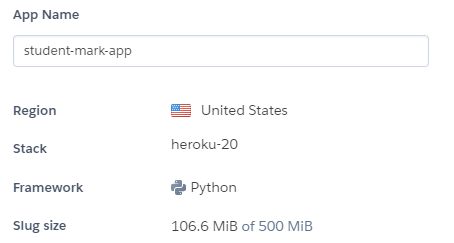 App Name
student-mark-app
Region United States
Stack heroku-20
Framework Python
Slug size 106.6 MiB of 500 MiB